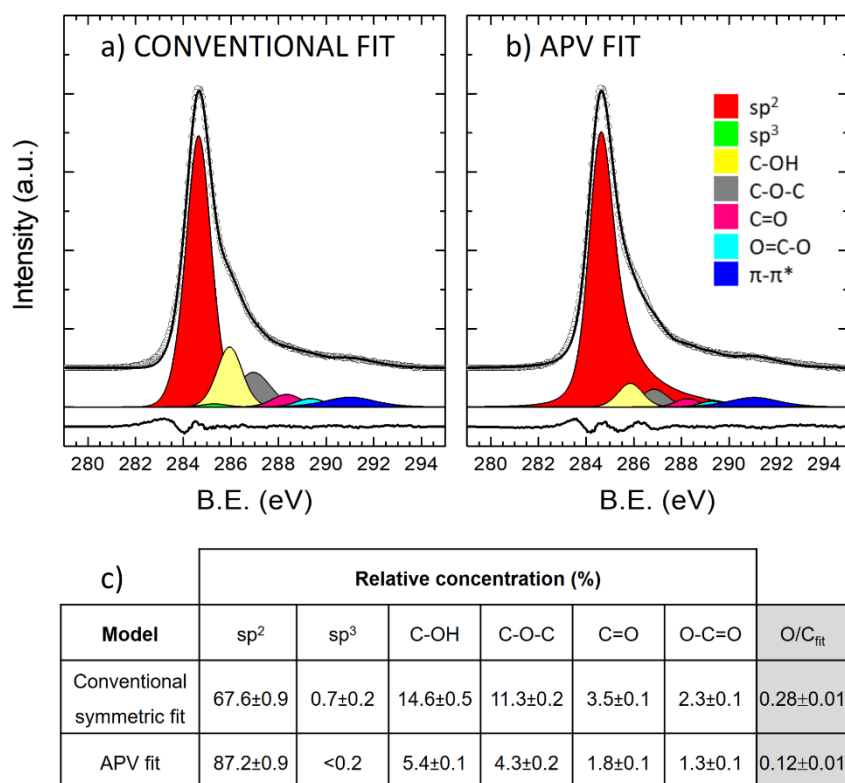 a) CONVENTIONAL FIT
b) APV FIT
sp²
sp³
C-OH
C-O-C
C=O
O=C-O
π-π*
Intensity (a.u.)
280 282 284 286 288 290 292 294
280 282 284 286 288 290 292 294
B.E. (eV)
B.E. (eV)
c)
Relative concentration (%)
Model sp² sp³ C-OH C-O-C C=O O-C=O O/Cfit
Conventional
symmetric fit 67.6±0.9 0.7±0.2 14.6±0.5 11.3±0.2 3.5±0.1 2.3±0.1 0.28±0.01
APV fit 87.2±0.9 <0.2 5.4±0.1 4.3±0.2 1.8±0.1 1.3±0.1 0.12±0.01